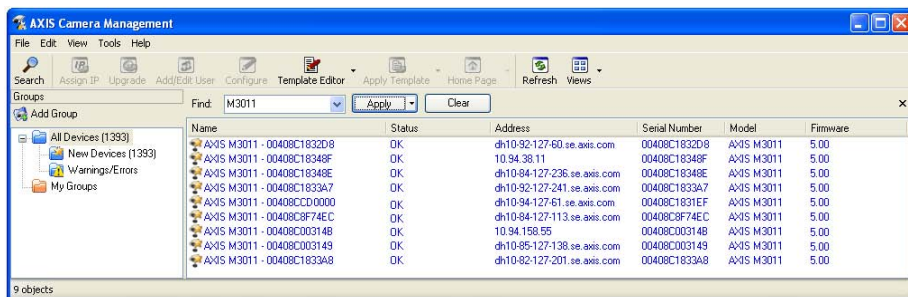 AXIS Camera Management
File Edit View Tools Help
Search Assign IP Upgrade Add/Edit User Configure Template Editor Apply Template Home Page Refresh Views
Groups
Find: M3011 Apply Clear
Add Group
Name Status Address Serial Number Model Firmware
All Devices (1393)
New Devices (1393)
Warnings/Errors
My Groups
AXIS M3011 - 00408C1832D8 OK dh10-92-127-60.se.axis.com 00408C1832D8 AXIS M3011 5.00
AXIS M3011 - 00408C18348F OK 10.94.38.11 00408C18348F AXIS M3011 5.00
AXIS M3011 - 00408C18348E OK dh10-84-127-236.se.axis.com 00408C18348E AXIS M3011 5.00
AXIS M3011 - 00408C1833A7 OK dh10-92-127-241.se.axis.com 00408C1833A7 AXIS M3011 5.00
AXIS M3011 - 00408CCD0000 OK dh10-94-127-61.se.axis.com 00408C1831EF AXIS M3011 5.00
AXIS M3011 - 00408C8F74EC OK dh10-84-127-113.se.axis.com 00408C8F74EC AXIS M3011 5.00
AXIS M3011 - 00408C00314B OK 10.94.158.55 00408C00314B AXIS M3011 5.00
AXIS M3011 - 00408C003149 OK dh10-85-127-138.se.axis.com 00408C003149 AXIS M3011 5.00
AXIS M3011 - 00408C1833A8 OK dh10-82-127-201.se.axis.com 00408C1833A8 AXIS M3011 5.00
9 objects